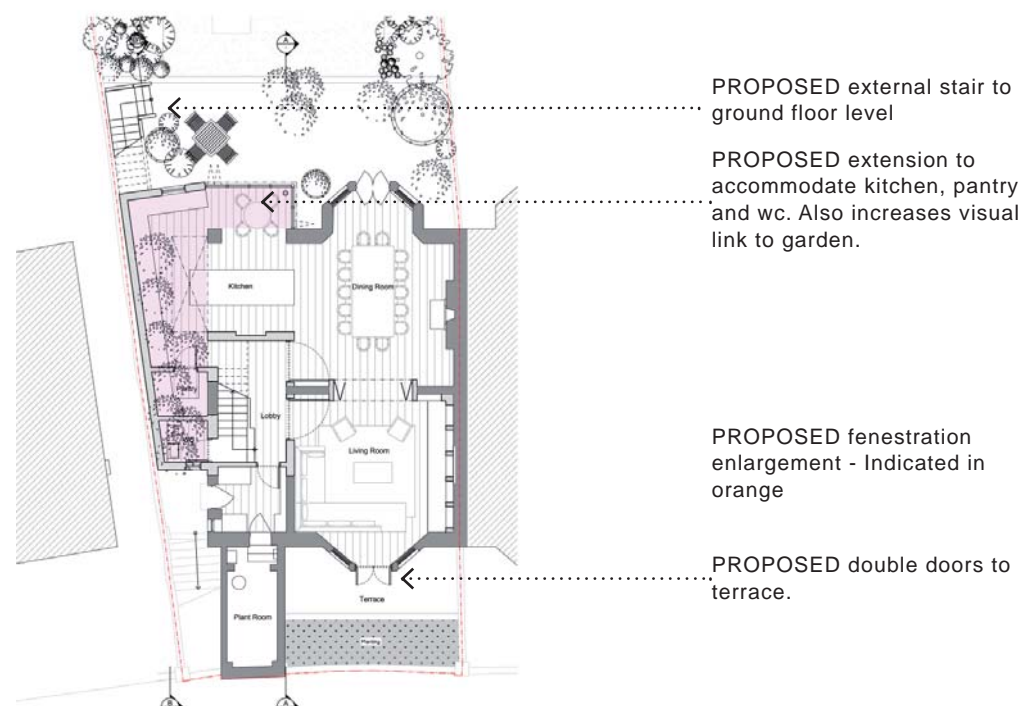 A
PROPOSED external stair to
ground floor level
PROPOSED extension to
accommodate kitchen, pantry
and wc. Also increases visual
link to garden.
Kitchen
Dining Room
Pantry
Lobby
WC
Living Room
PROPOSED fenestration
enlargement - Indicated in
orange
PROPOSED double doors to
terrace.
Terrace
Plant Room
Planting
B
A